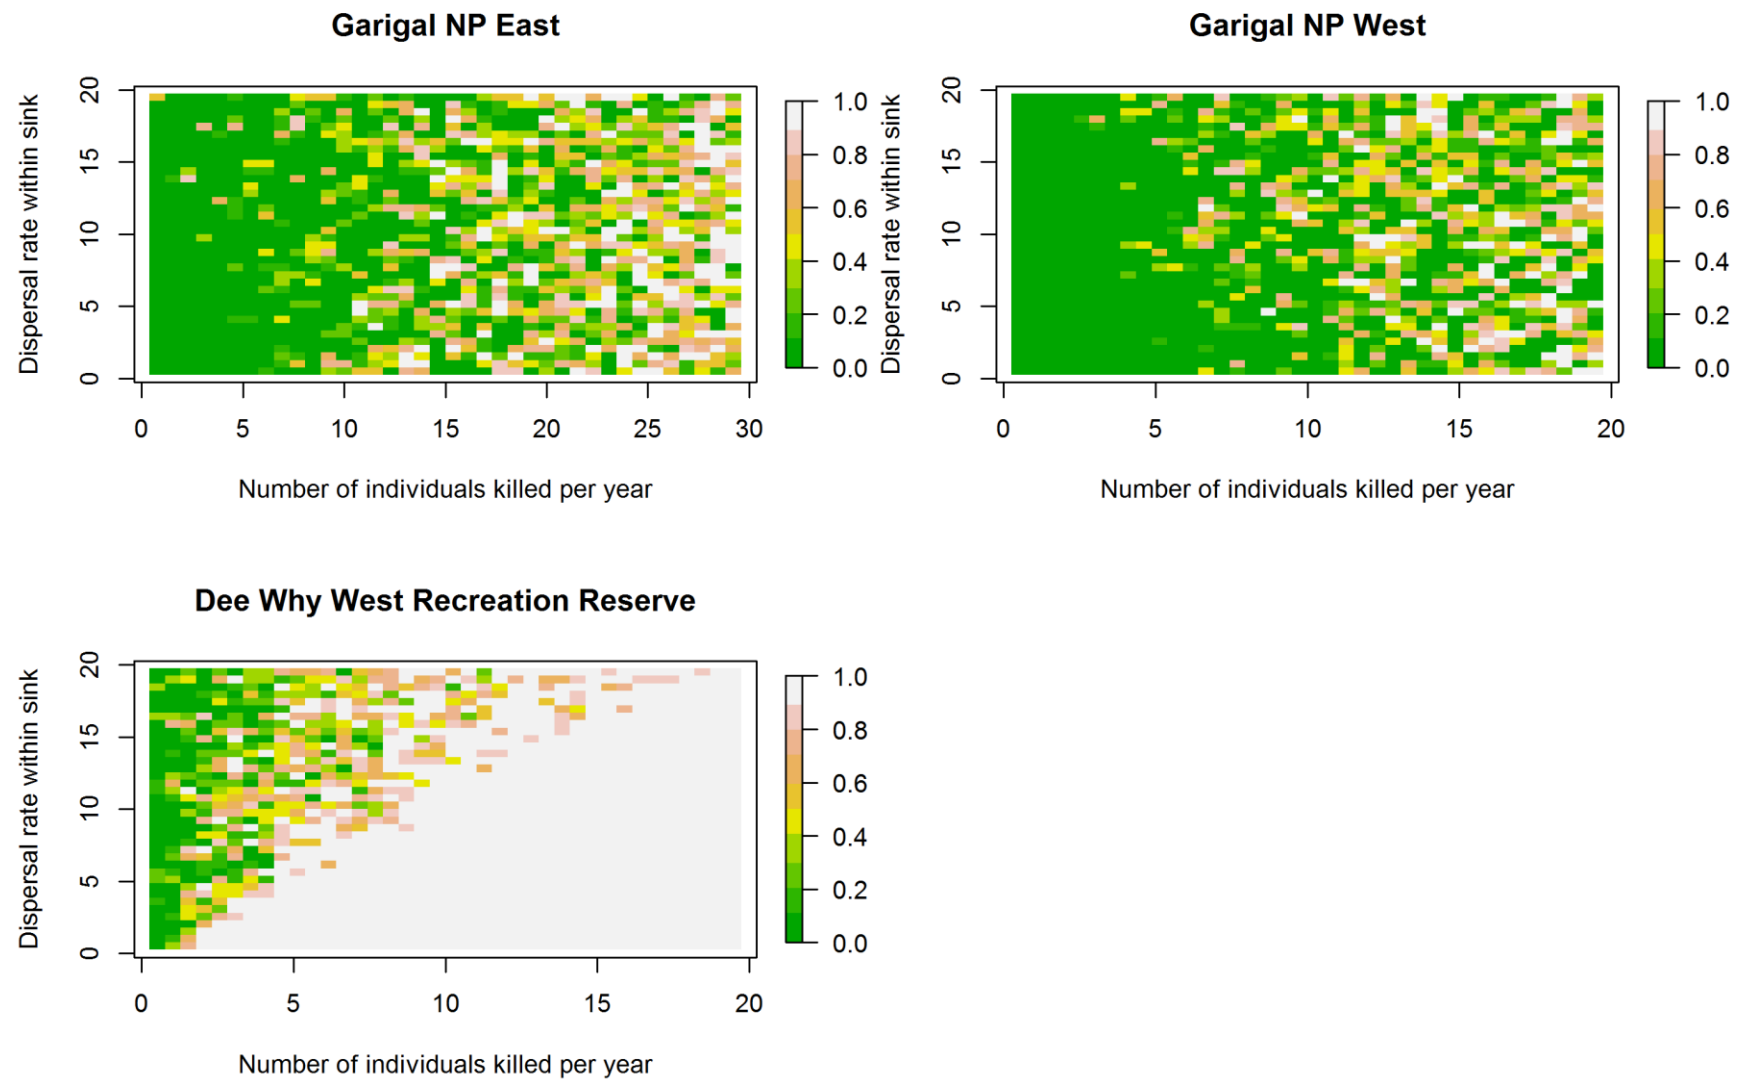 Garigal NP East
Dispersal rate within sink
20
15
10
5
0
0 5 10 15 20 25 30
Number of individuals killed per year
1.0
0.8
0.6
0.4
0.2
0.0
Garigal NP West
Dispersal rate within sink
20
15
10
5
0
0 5 10 15 20
Number of individuals killed per year
1.0
0.8
0.6
0.4
0.2
0.0
Dee Why West Recreation Reserve
Dispersal rate within sink
20
15
10
5
0
0 5 10 15 20
Number of individuals killed per year
1.0
0.8
0.6
0.4
0.2
0.0